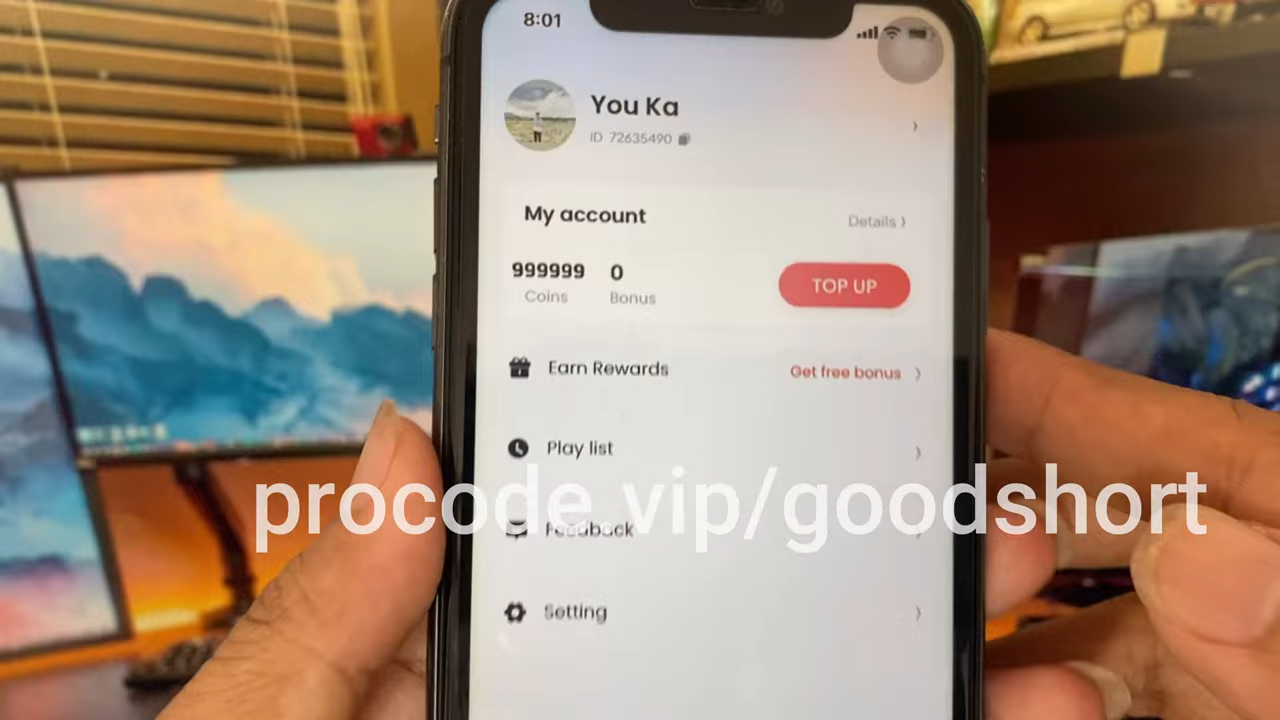 8:01
You Ka
ID 72635490
My account
Details
999999
0
Coins
Bonus
TOP UP
Earn Rewards
Get free bonus
Play list
procode.vip/goodshort
Feedback
Setting